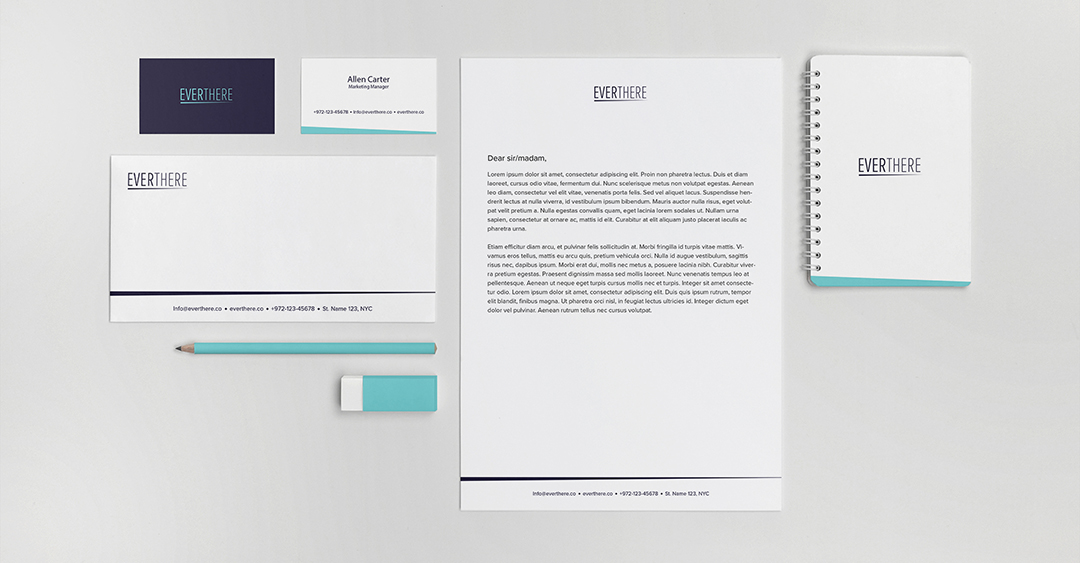 EVERTHERE
Allen Carter
Marketing Manager
+972-123-45678 • info@everthere.co • everthere.co
EVERTHERE
Info@everthere.co • everthere.co • +972-123-45678 • St. Name 123, NYC
EVERTHERE
Dear sir/madam,
Lorem ipsum dolor sit amet, consectetur adipiscing elit. Proin non pharetra lectus. Duis et diam
laoreet, cursus odio vitae, fermentum dui. Nunc scelerisque metus non volutpat egestas. Aenean
leo diam, consectetur vel elit vitae, venenatis porta felis. Sed vel aliquet lacus. Suspendisse hen-
drerit lectus at nulla viverra, id vestibulum ipsum bibendum. Mauris auctor nulla risus, eget volut-
pat velit pretium a. Nulla egestas convallis quam, eget lacinia lorem sodales ut. Nullam urna
sapien, consectetur at ornare ac, mattis id elit. Curabitur at elit aliquam justo placerat iaculis ac
pharetra urna.
Etiam efficitur diam arcu, et pulvinar felis sollicitudin at. Morbi fringilla id turpis vitae mattis. Vi-
vamus eros tellus, mattis eu arcu quis, pretium vehicula orci. Nulla id augue vestibulum, sagittis
risus nec, dapibus ipsum. Morbi erat dui, mollis nec metus a, posuere lacinia nibh. Curabitur viver-
ra pretium egestas. Praesent dignissim massa sed mollis laoreet. Nunc venenatis tempus leo at
pellentesque. Aenean ut neque eget turpis cursus mollis nec et turpis. Integer sit amet consecte-
tur odio. Lorem ipsum dolor sit amet, consectetur adipiscing elit. Duis quis ipsum rutrum, tempor
elit blandit, finibus magna. Ut pharetra orci nisl, in feugiat lectus ultricies id. Integer dictum eget
dolor vel pulvinar. Aenean rutrum tellus nec cursus volutpat.
Info@everthere.co • everthere.co • +972-123-45678 • St. Name 123, NYC
EVERTHERE